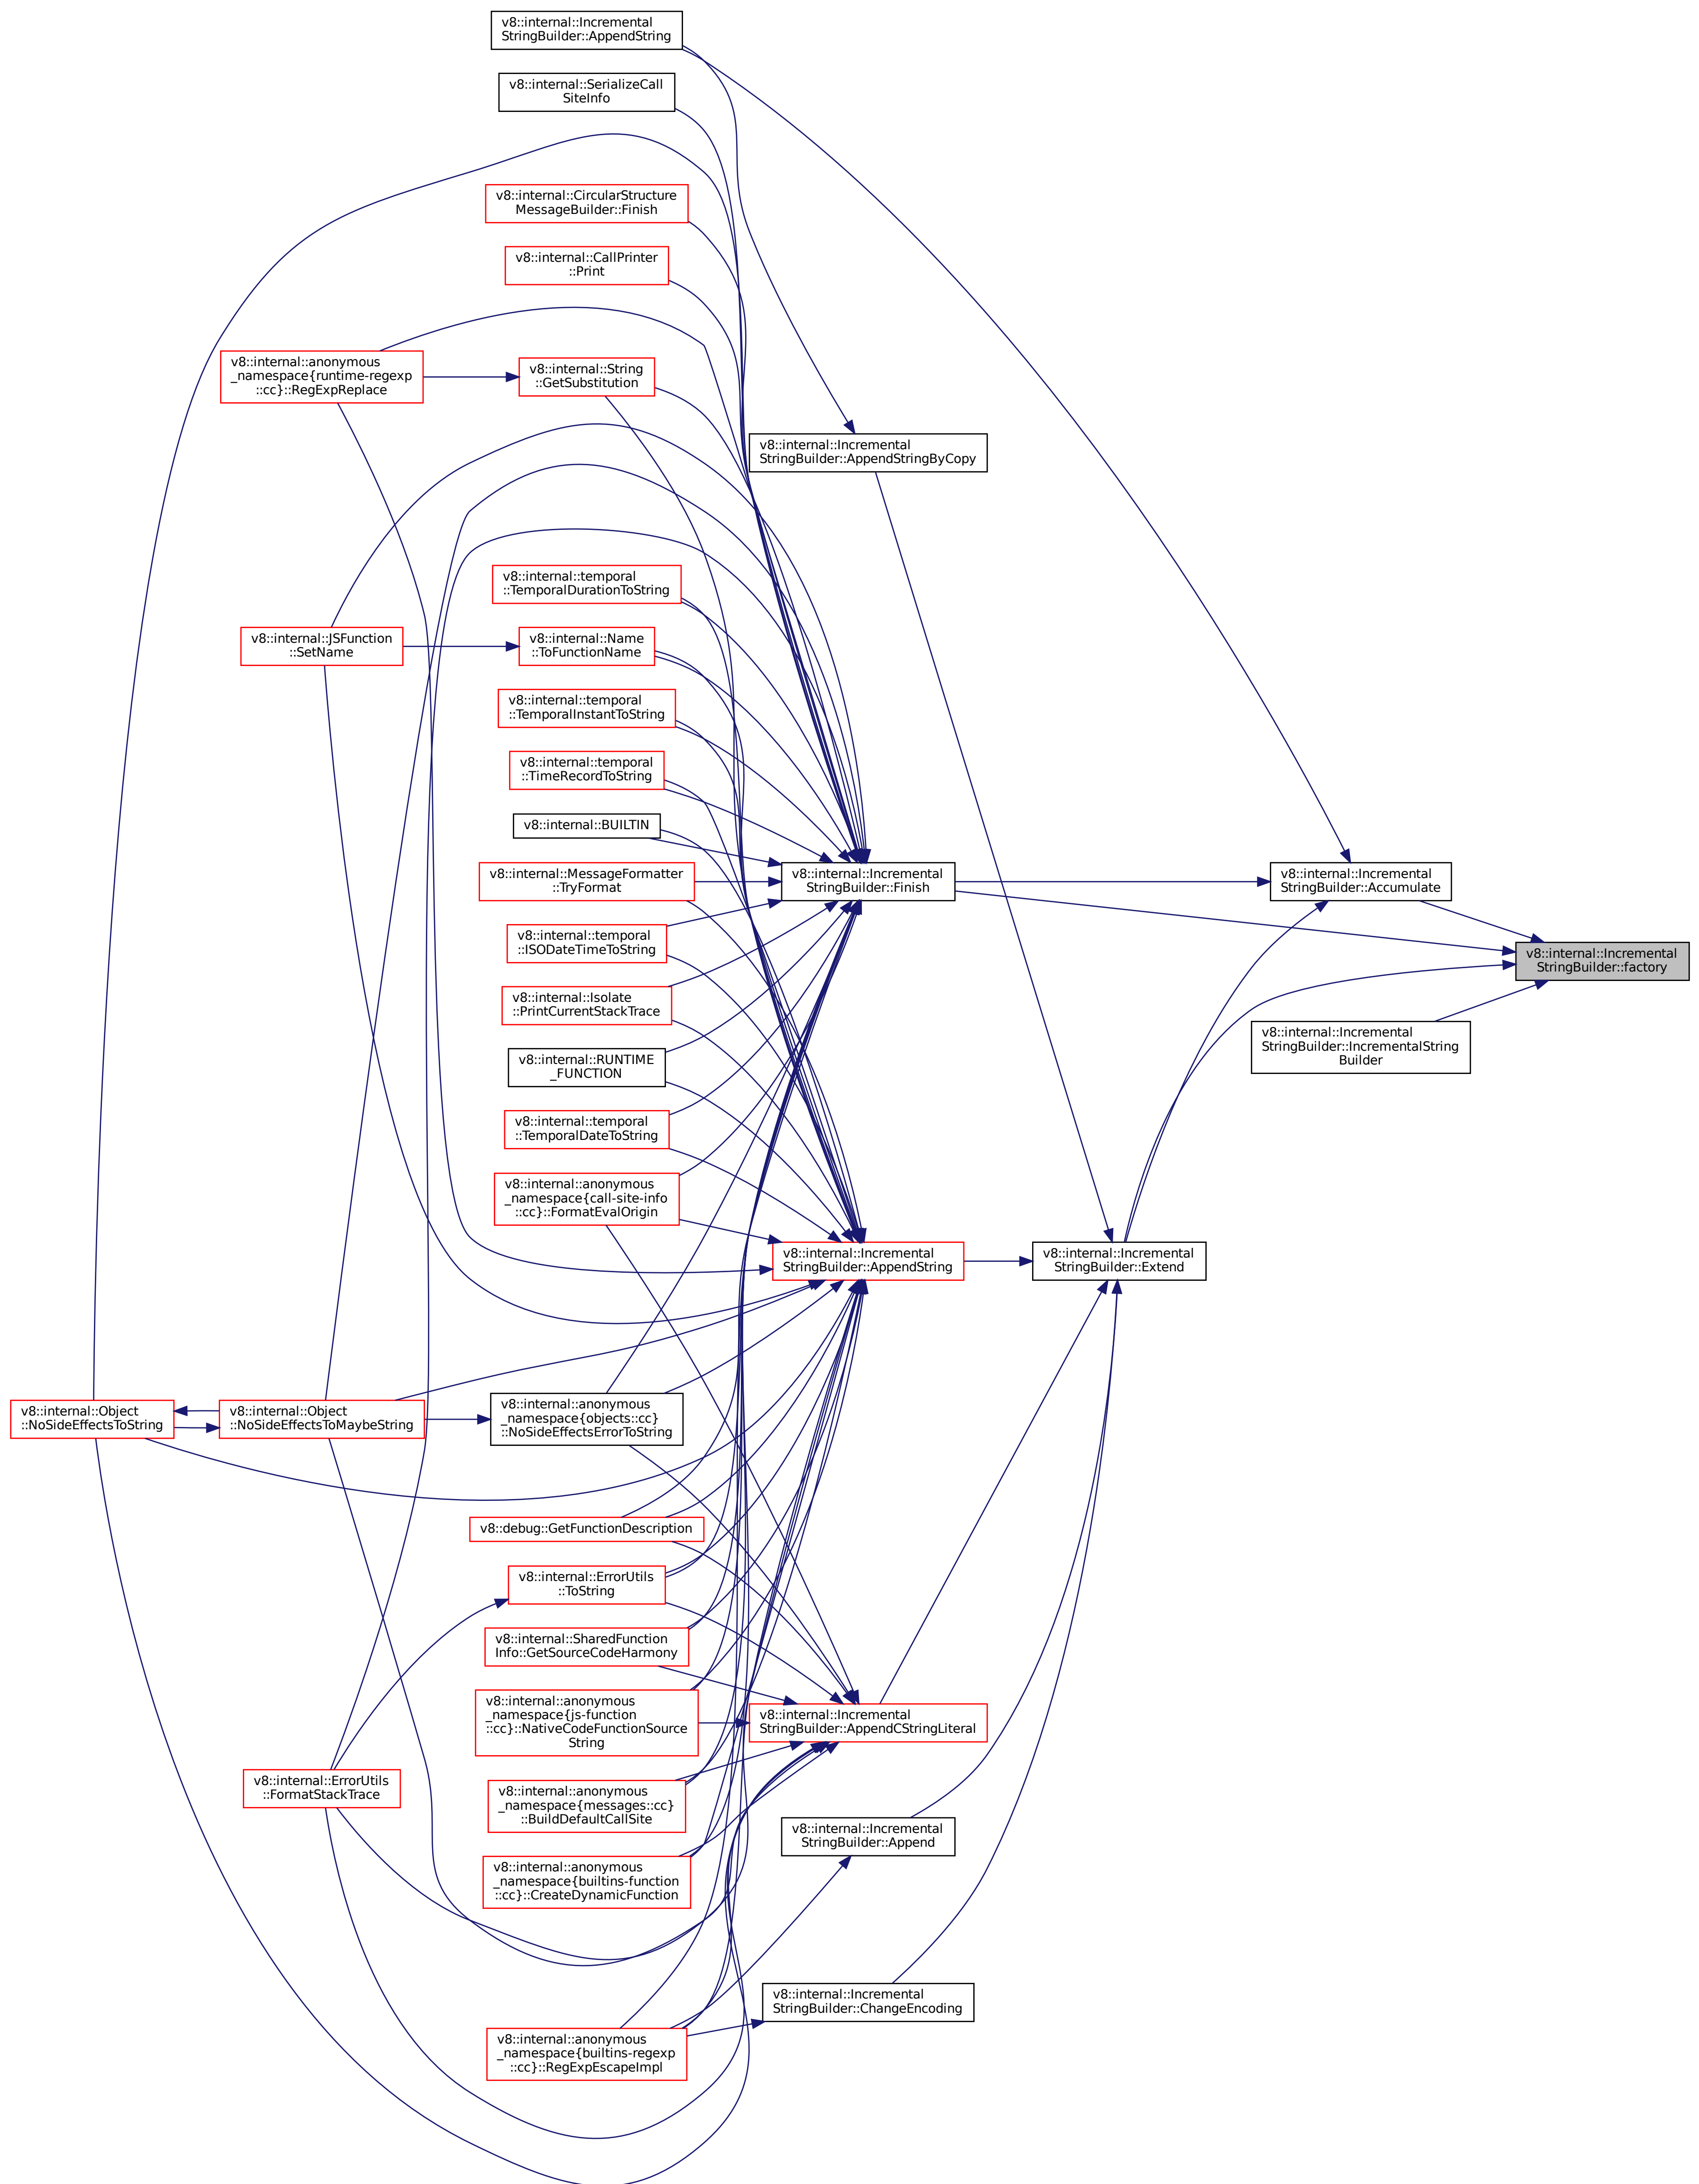 v8::internal::Incremental
StringBuilder::AppendString
v8::internal::SerializeCall
SiteInfo
v8::internal::CircularStructure
MessageBuilder::Finish
v8::internal::CallPrinter
::Print
v8::internal::anonymous
_namespace{runtime-regexp
::cc}::RegExpReplace
v8::internal::String
::GetSubstitution
v8::internal::Incremental
StringBuilder::AppendStringByCopy
v8::internal::temporal
::TemporalDurationToString
v8::internal::JSFunction
::SetName
v8::internal::Name
::ToFunctionName
v8::internal::temporal
::TemporalInstantToString
v8::internal::temporal
::TimeRecordToString
v8::internal::BUILTIN
v8::internal::MessageFormatter
::TryFormat
v8::internal::Incremental
StringBuilder::Finish
v8::internal::Incremental
StringBuilder::Accumulate
v8::internal::temporal
::ISODateTimeToString
v8::internal::Incremental
StringBuilder::factory
v8::internal::Isolate
::PrintCurrentStackTrace
v8::internal::Incremental
StringBuilder::IncrementalString
Builder
v8::internal::RUNTIME
_FUNCTION
v8::internal::temporal
::TemporalDateToString
v8::internal::anonymous
_namespace{call-site-info
::cc}::FormatEvalOrigin
v8::internal::Incremental
StringBuilder::AppendString
v8::internal::Incremental
StringBuilder::Extend
v8::internal::Object
::NoSideEffectsToString
v8::internal::Object
::NoSideEffectsToMaybeString
v8::internal::anonymous
_namespace{objects::cc}
::NoSideEffectsErrorToString
v8::debug::GetFunctionDescription
v8::internal::ErrorUtils
::ToString
v8::internal::SharedFunction
Info::GetSourceCodeHarmony
v8::internal::anonymous
_namespace{js-function
::cc}::NativeCodeFunctionSource
String
v8::internal::Incremental
StringBuilder::AppendCStringLiteral
v8::internal::ErrorUtils
::FormatStackTrace
v8::internal::anonymous
_namespace{messages::cc}
::BuildDefaultCallSite
v8::internal::Incremental
StringBuilder::Append
v8::internal::anonymous
_namespace{builtins-function
::cc}::CreateDynamicFunction
v8::internal::Incremental
StringBuilder::ChangeEncoding
v8::internal::anonymous
_namespace{builtins-regexp
::cc}::RegExpEscapeImpl